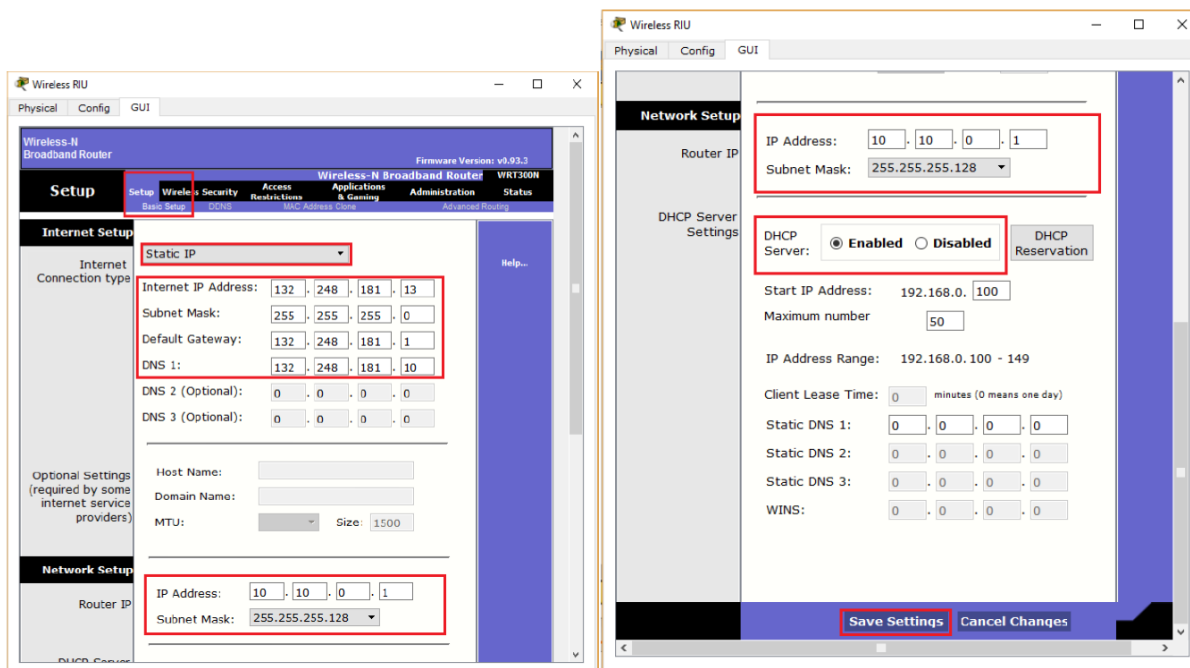 Wireless RIU
Physical Config GUI
Wireless-N
Broadband Router
Firmware Version: v0.93.3
Wireless-N Broadband Router WRT300N
Setup
Setup Wireless Security Access Restrictions Applications & Gaming Administration Status
Basic Setup DDNS MAC Address Clone Advanced Routing
Internet Setup
Internet
Connection type
Static IP
Help...
Internet IP Address: 132 . 248 . 181 . 13
Subnet Mask: 255 . 255 . 255 . 0
Default Gateway: 132 . 248 . 181 . 1
DNS 1: 132 . 248 . 181 . 10
DNS 2 (Optional): 0 . 0 . 0 . 0
DNS 3 (Optional): 0 . 0 . 0 . 0
Optional Settings
(required by some
internet service
providers)
Host Name:
Domain Name:
MTU: Size: 1500
Network Setup
Router IP
IP Address: 10 . 10 . 0 . 1
Subnet Mask: 255.255.255.128
DHCP Server
Wireless RIU
Physical Config GUI
Network Setup
Router IP
IP Address: 10 . 10 . 0 . 1
Subnet Mask: 255.255.255.128
DHCP Server
Settings
DHCP
Server: Enabled Disabled
DHCP
Reservation
Start IP Address: 192.168.0. 100
Maximum number 50
IP Address Range: 192.168.0.100 - 149
Client Lease Time: 0 minutes (0 means one day)
Static DNS 1: 0 . 0 . 0 . 0
Static DNS 2: 0 . 0 . 0 . 0
Static DNS 3: 0 . 0 . 0 . 0
WINS: 0 . 0 . 0 . 0
Save Settings Cancel Changes